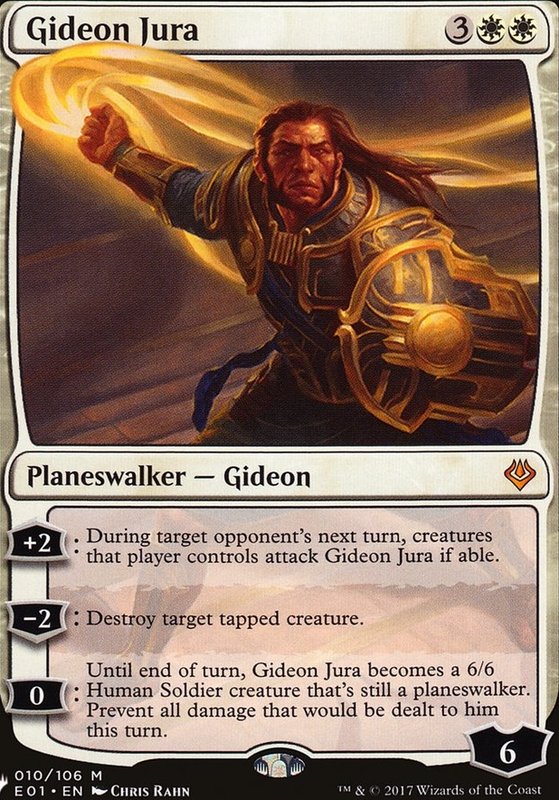 Gideon Jura 3
Planeswalker — Gideon
+2 : During target opponent's next turn, creatures
that player controls attack Gideon Jura if able.
−2 : Destroy target tapped creature.
Until end of turn, Gideon Jura becomes a 6/6
0 : Human Soldier creature that's still a planeswalker.
Prevent all damage that would be dealt to him
this turn.
6
010/106 M
E01 • EN Chris Rahn
™ & © 2017 Wizards of the Coast